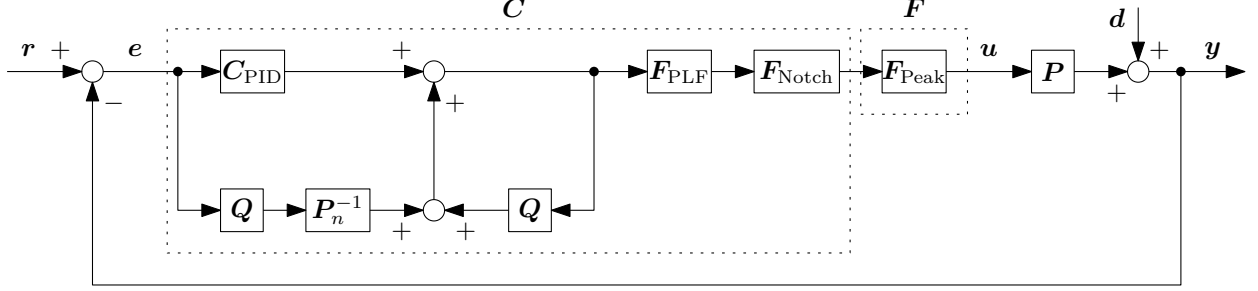 C F
r + e C_PID + F_PLF F_Notch F_Peak u P + d y
− + +
Q P_n^{-1} + + Q